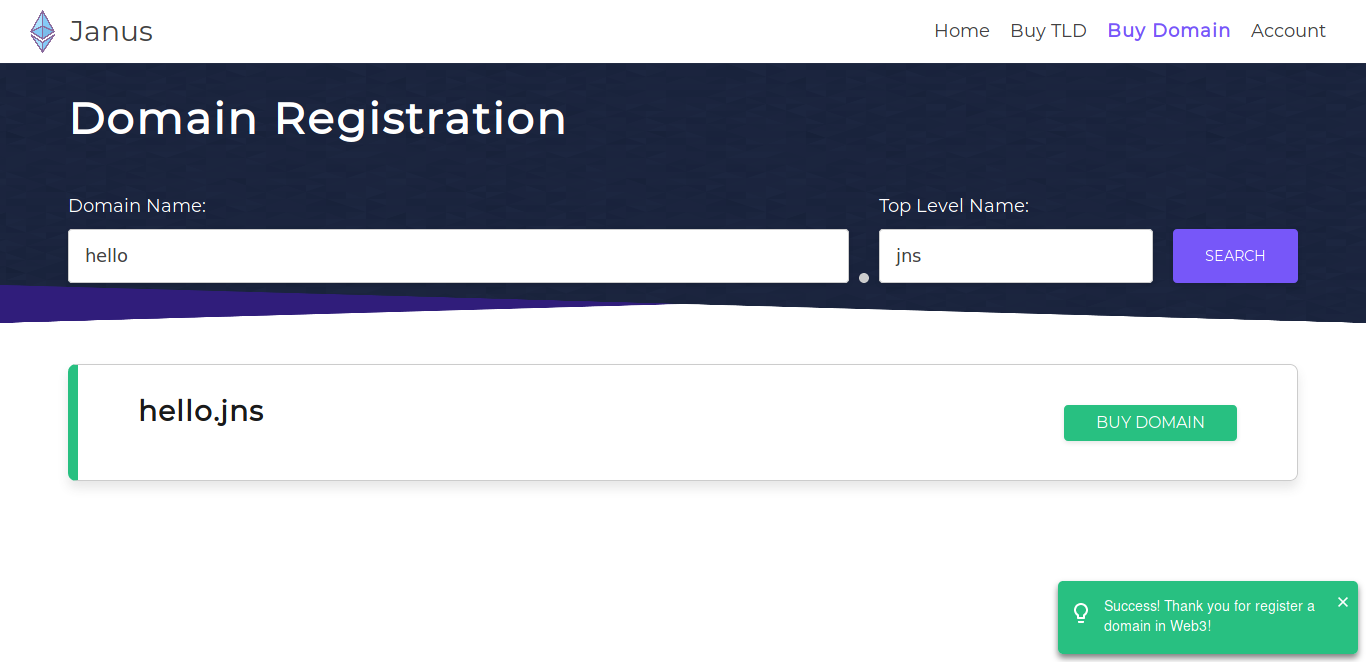 Janus
Home Buy TLD Buy Domain Account
Domain Registration
Domain Name: Top Level Name:
hello . jns SEARCH
hello.jns BUY DOMAIN
Success! Thank you for register a
domain in Web3!